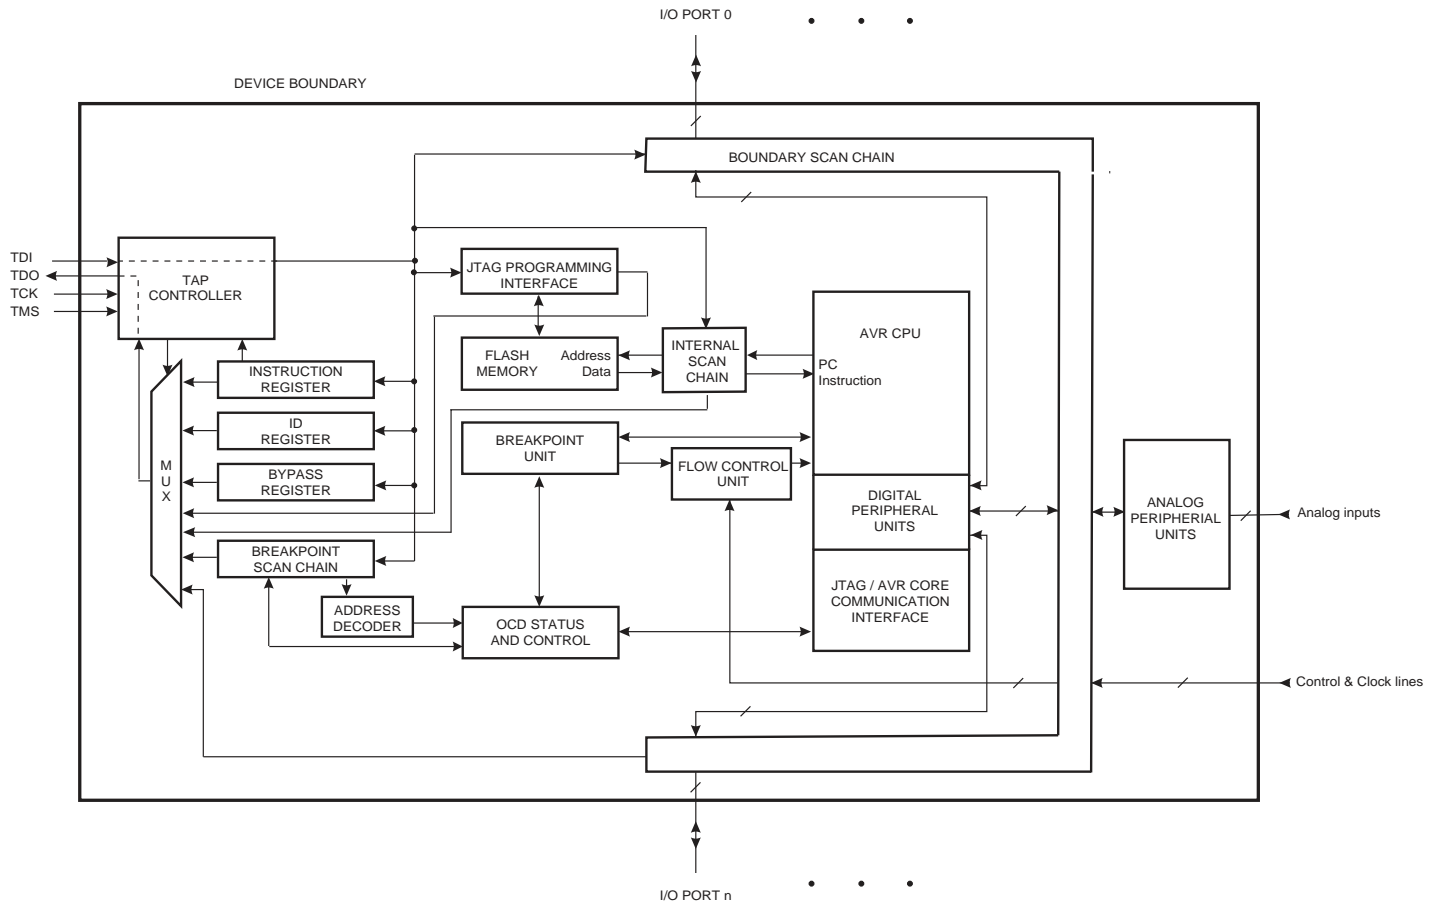 I/O PORT 0
DEVICE BOUNDARY
BOUNDARY SCAN CHAIN
TDI
TDO
TCK
TMS
TAP
CONTROLLER
JTAG PROGRAMMING
INTERFACE
AVR CPU
FLASH
MEMORY
Address
Data
INTERNAL
SCAN
CHAIN
PC
Instruction
INSTRUCTION
REGISTER
ID
REGISTER
M
U
X
BYPASS
REGISTER
BREAKPOINT
UNIT
FLOW CONTROL
UNIT
DIGITAL
PERIPHERAL
UNITS
ANALOG
PERIPHERIAL
UNITS
Analog inputs
BREAKPOINT
SCAN CHAIN
ADDRESS
DECODER
OCD STATUS
AND CONTROL
JTAG / AVR CORE
COMMUNICATION
INTERFACE
Control & Clock lines
I/O PORT n